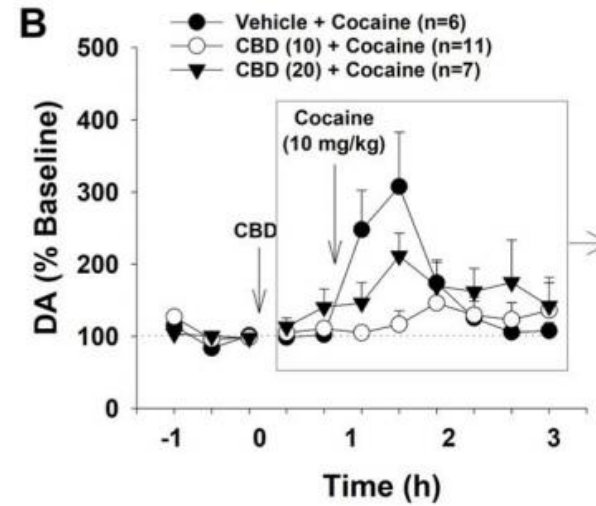 B
Vehicle + Cocaine (n=6)
CBD (10) + Cocaine (n=11)
CBD (20) + Cocaine (n=7)
500
400
300
200
100
0
DA (% Baseline)
Cocaine
(10 mg/kg)
CBD
-1 0 1 2 3
Time (h)